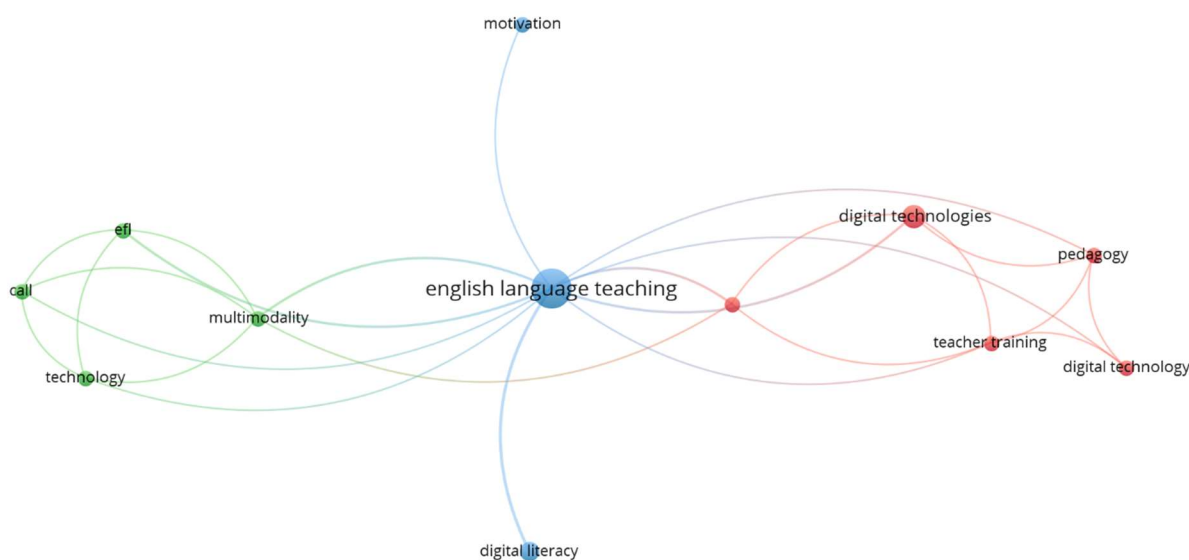 motivation
digital technologies
efl
pedagogy
call
english language teaching
multimodality
teacher training
technology
digital technology
digital literacy